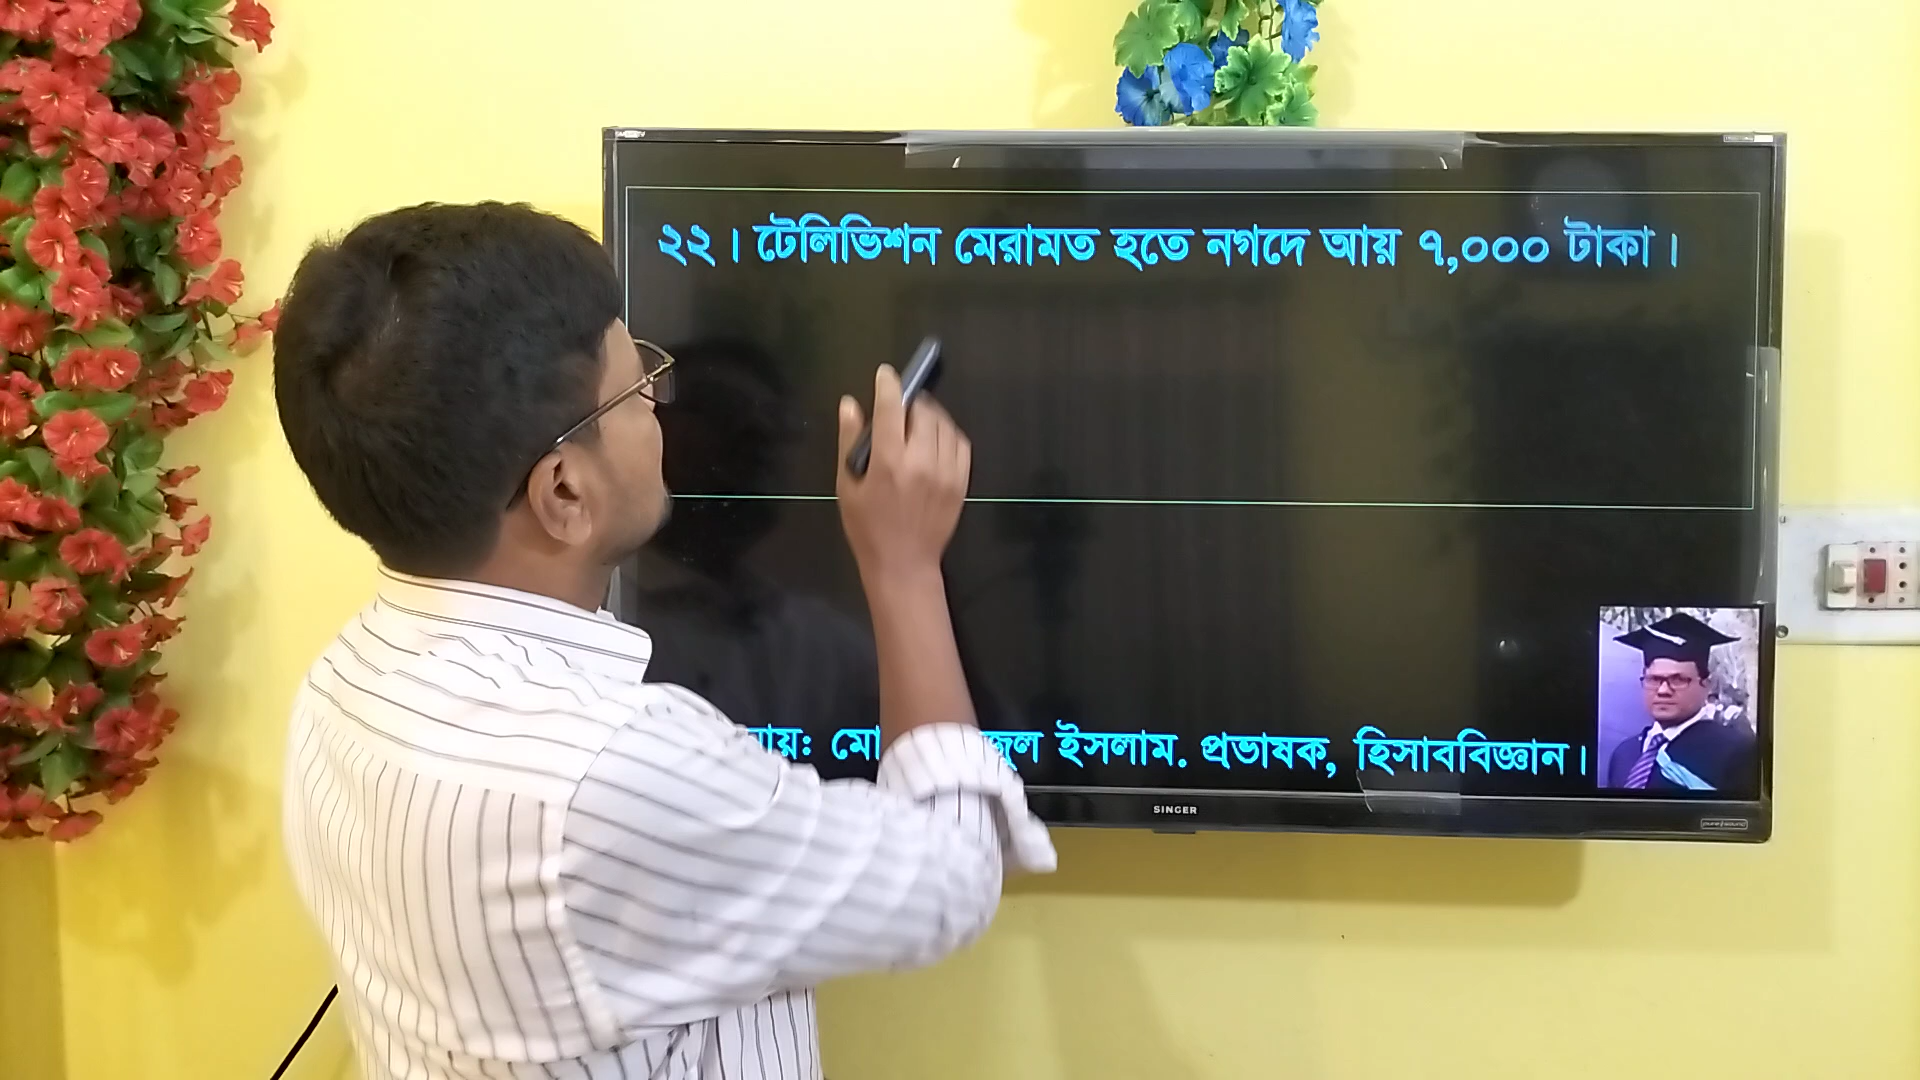 ২২। টেলিভিশন মেরামত হতে নগদে আয় ৭,০০০ টাকা।
ইসলাম. প্রভাষক, হিসাববিজ্ঞান।
SINGER